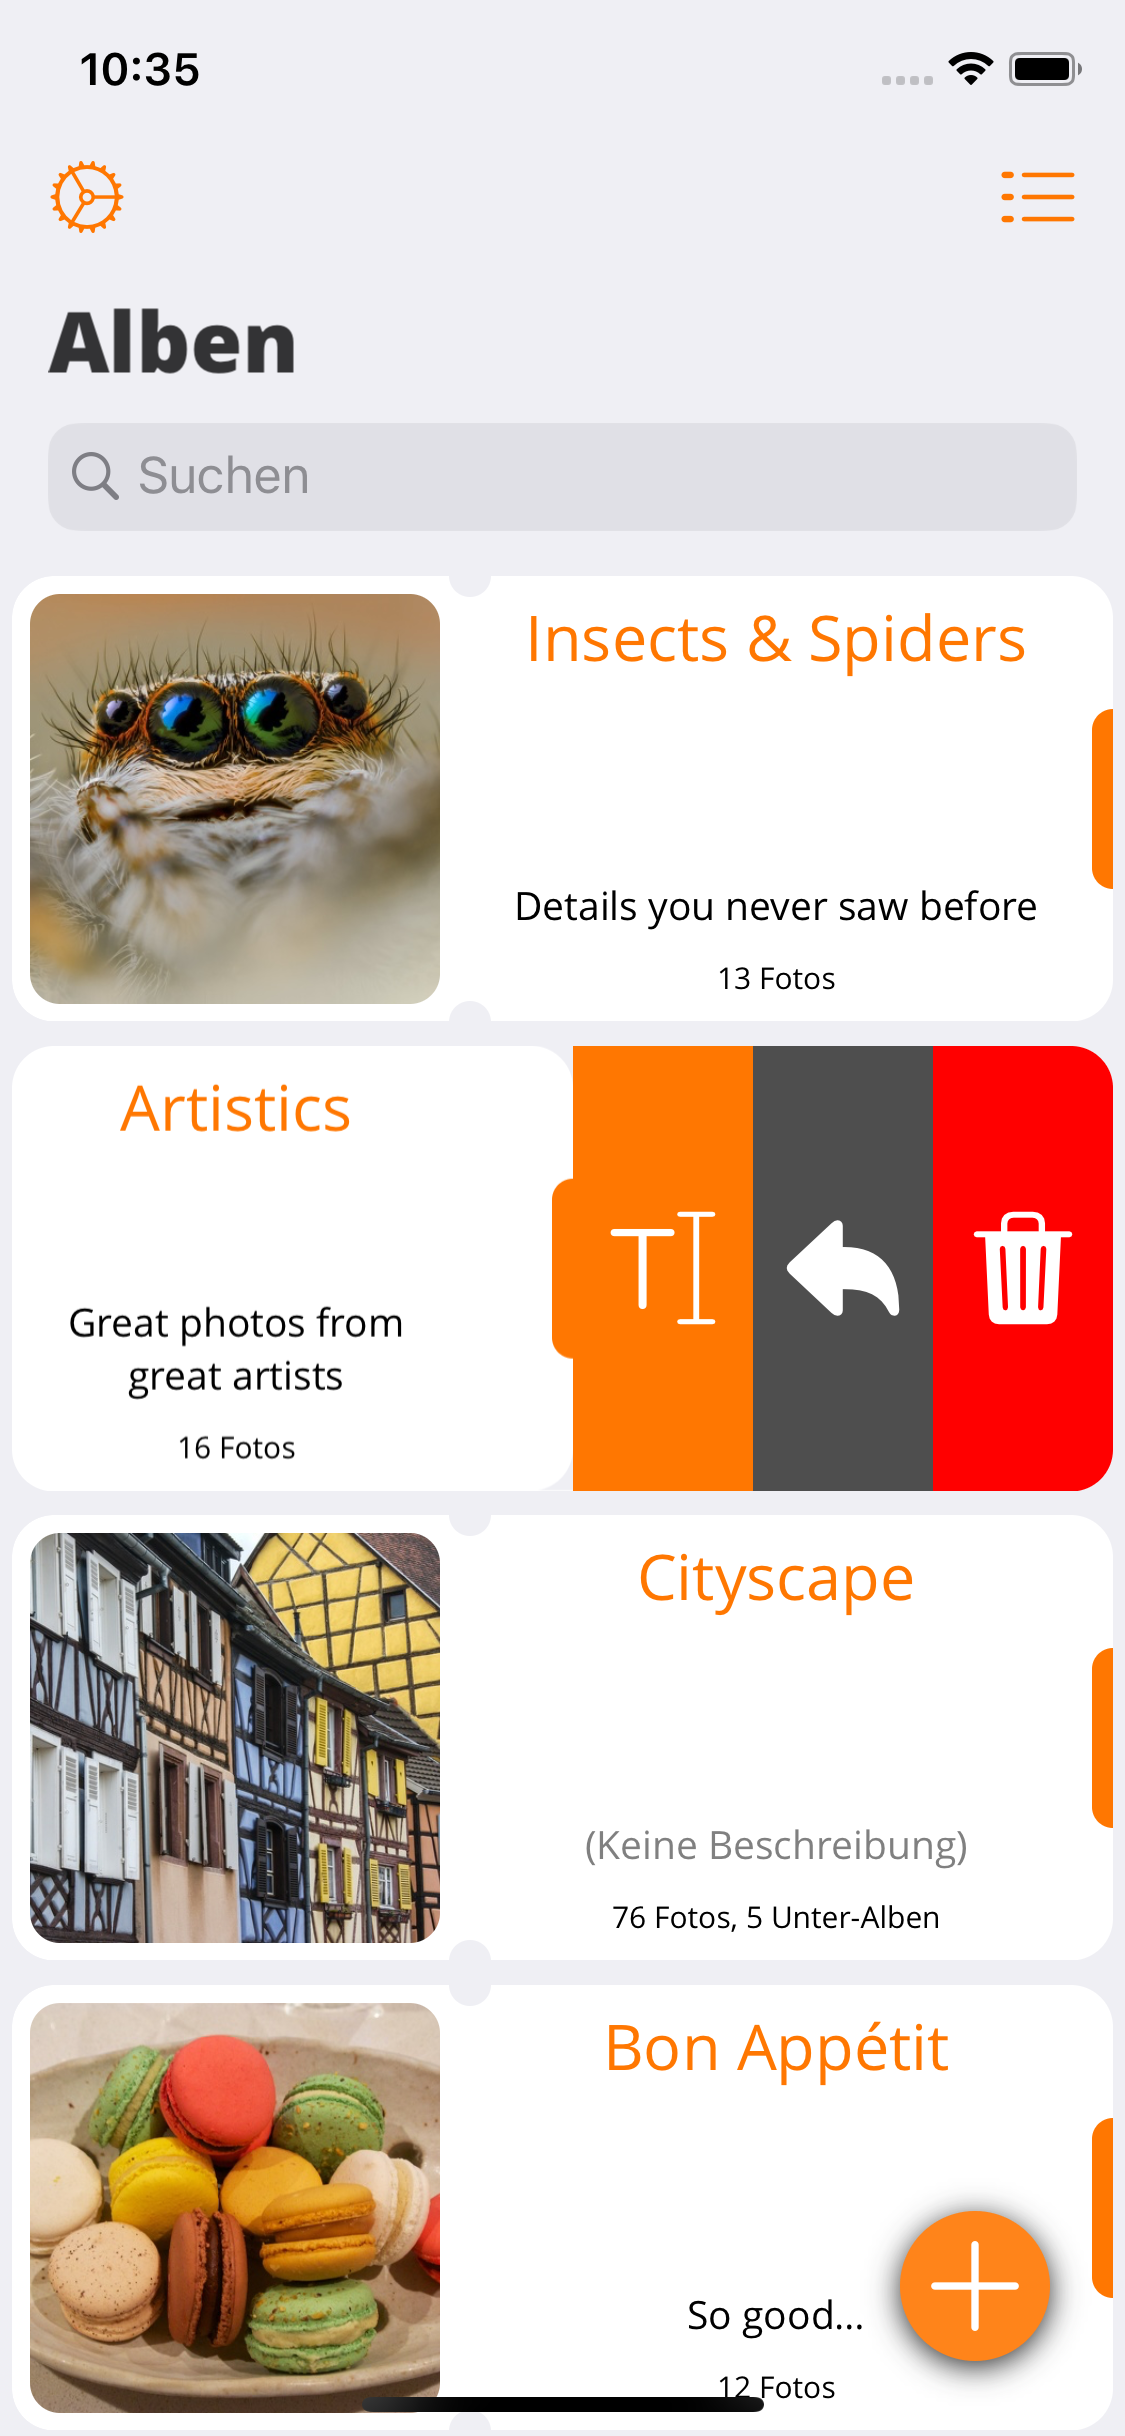 10:35
Alben
Suchen
Insects & Spiders
Details you never saw before
13 Fotos
Artistics
Great photos from
great artists
16 Fotos
Cityscape
(Keine Beschreibung)
76 Fotos, 5 Unter-Alben
Bon Appétit
So good...
12 Fotos